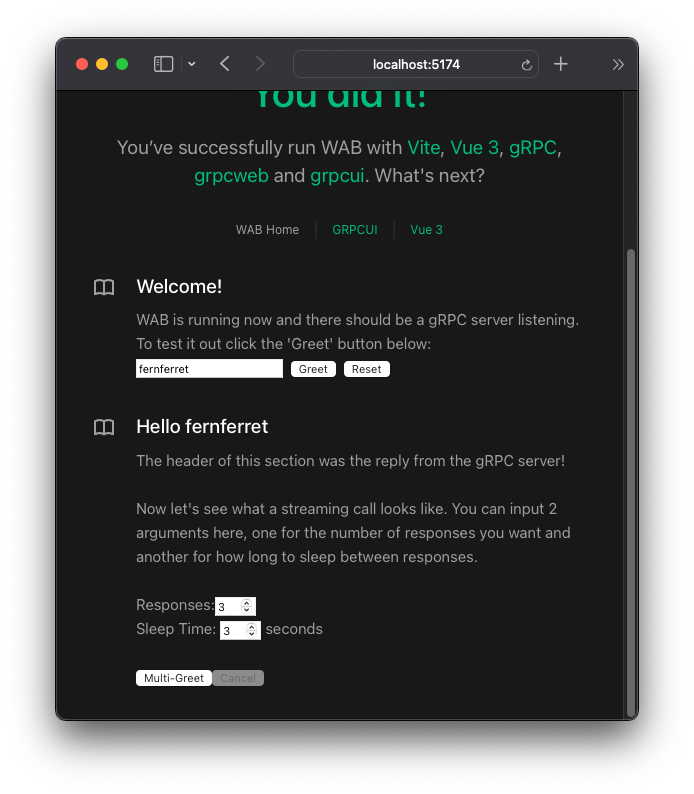 localhost:5174
You did it!
You’ve successfully run WAB with Vite, Vue 3, gRPC,
grpcweb and grpcui. What's next?
WAB Home GRPCUI Vue 3
Welcome!
WAB is running now and there should be a gRPC server listening.
To test it out click the 'Greet' button below:
fernferret Greet Reset
Hello fernferret
The header of this section was the reply from the gRPC server!
Now let's see what a streaming call looks like. You can input 2
arguments here, one for the number of responses you want and
another for how long to sleep between responses.
Responses: 3
Sleep Time: 3 seconds
Multi-Greet Cancel